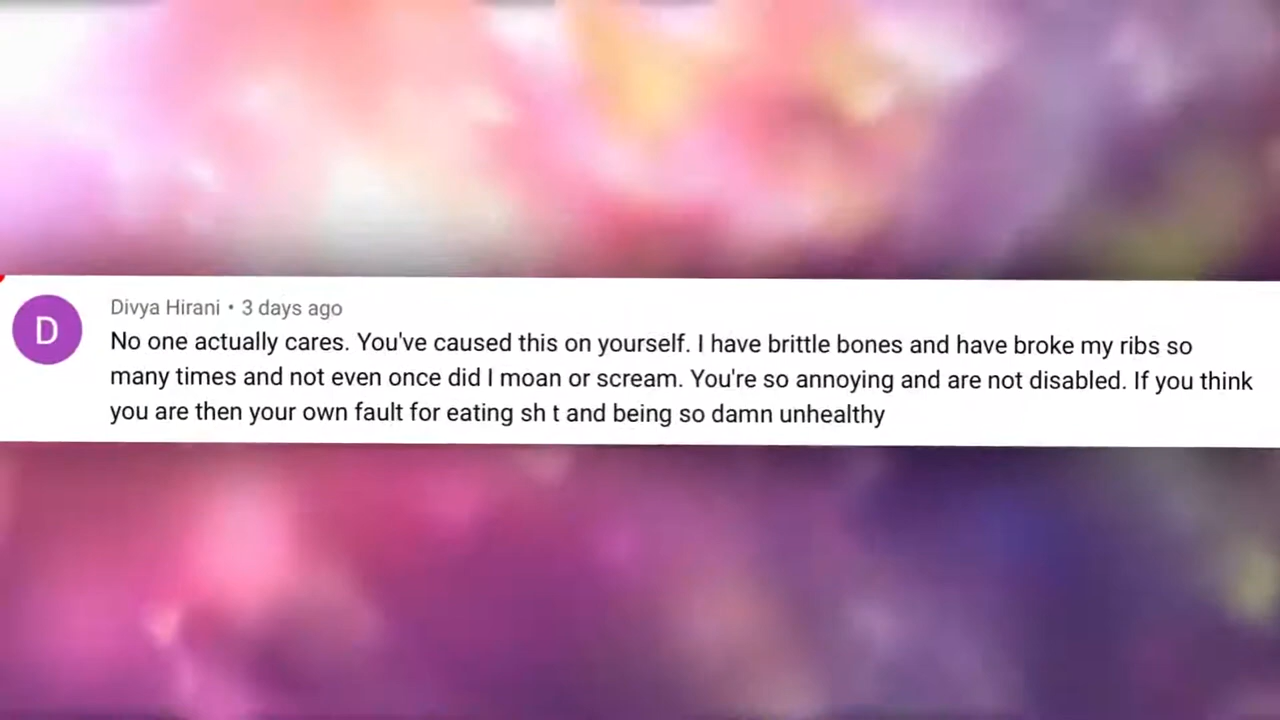 D
Divya Hirani • 3 days ago
No one actually cares. You've caused this on yourself. I have brittle bones and have broke my ribs so
many times and not even once did I moan or scream. You're so annoying and are not disabled. If you think
you are then your own fault for eating sh t and being so damn unhealthy